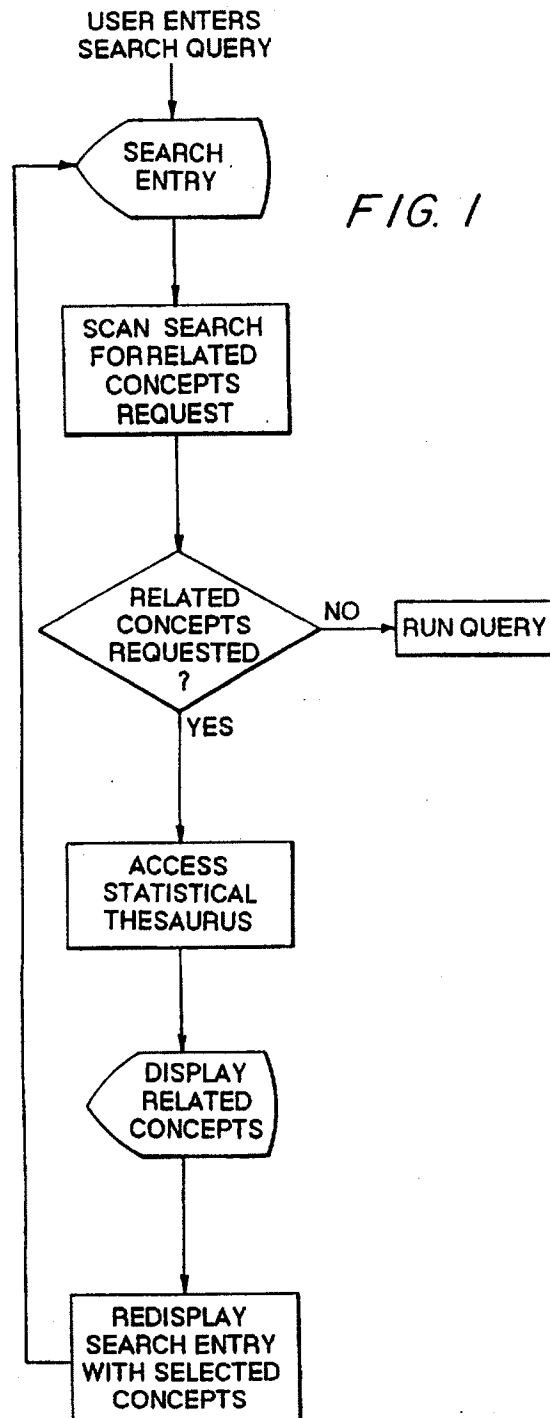 USER ENTERS
SEARCH QUERY
SEARCH
ENTRY
FIG. 1
SCAN SEARCH
FOR RELATED
CONCEPTS
REQUEST
RELATED
CONCEPTS
REQUESTED
?
NO
RUN QUERY
YES
ACCESS
STATISTICAL
THESAURUS
DISPLAY
RELATED
CONCEPTS
REDISPLAY
SEARCH ENTRY
WITH SELECTED
CONCEPTS